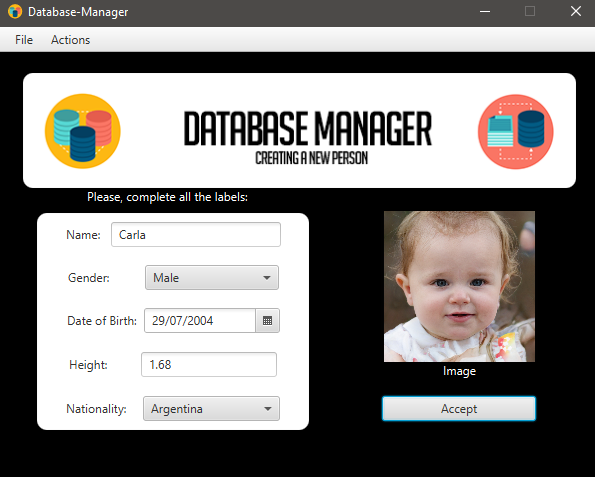 Database-Manager
File Actions
DATABASE MANAGER
CREATING A NEW PERSON
Please, complete all the labels:
Name: Carla
Gender: Male
Date of Birth: 29/07/2004
Height: 1.68
Nationality: Argentina
Image
Accept